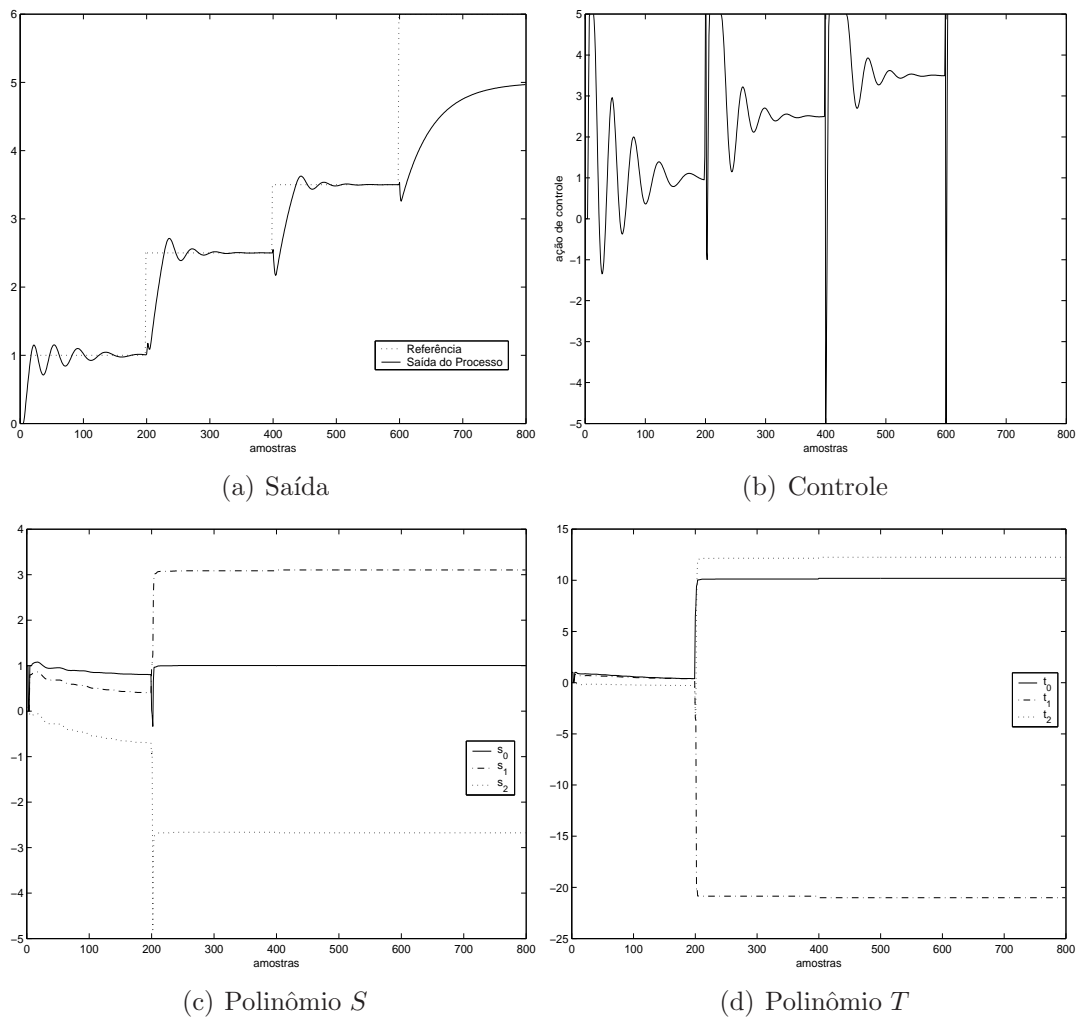 6
5
4
3
2
1
0
0 100 200 300 400 500 600 700 800
amostras
Referência
Saída do Processo
(a) Saída
5
4
3
2
1
0
−1
−2
−3
−4
−5
0 100 200 300 400 500 600 700 800
ação de controle
amostras
(b) Controle
4
3
2
1
0
−1
−2
−3
−4
−5
0 100 200 300 400 500 600 700 800
amostras
s0
s1
s2
(c) Polinômio S
15
10
5
0
−5
−10
−15
−20
−25
0 100 200 300 400 500 600 700 800
amostras
t0
t1
t2
(d) Polinômio T